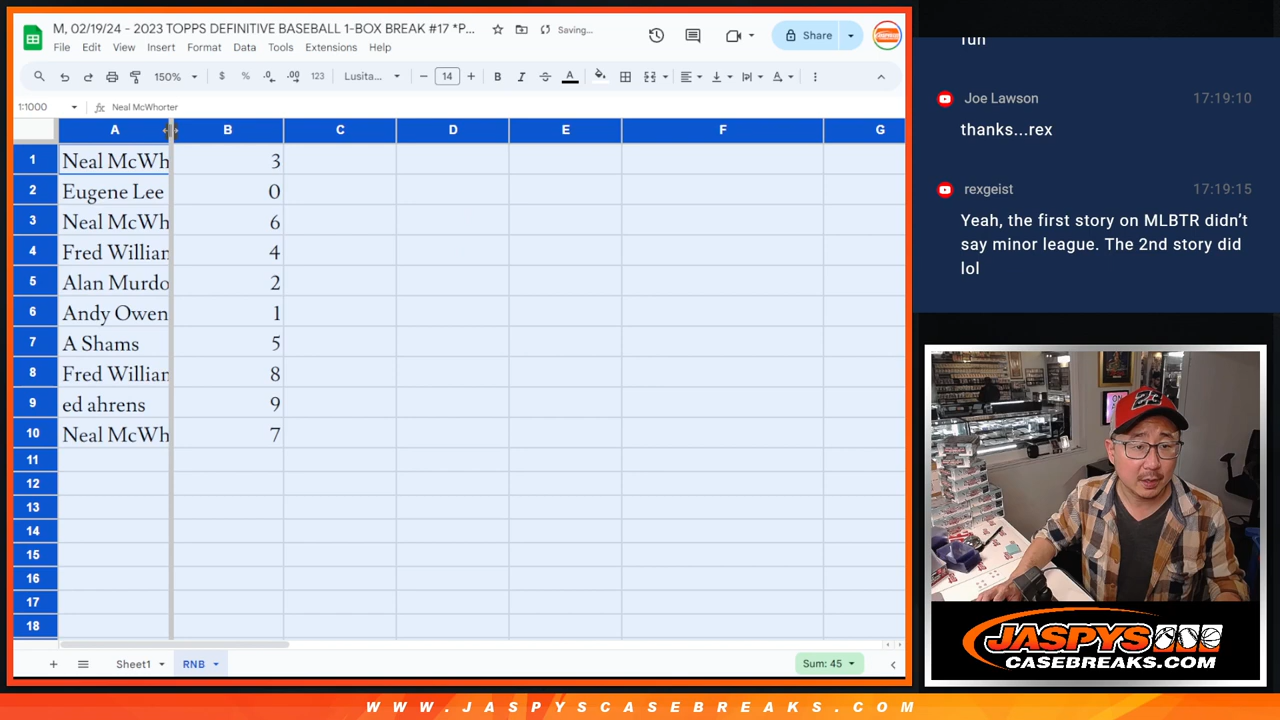 M, 02/19/24 - 2023 TOPPS DEFINITIVE BASEBALL 1-BOX BREAK #17 *P...
Saving...
File Edit View Insert Format Data Tools Extensions Help
Share
150% $ % .0 .00 123 Lusita... - 14 + B I S A
1:1000 fx Neal McWhorter
A B C D E F G
1 Neal McWh 3
2 Eugene Lee 0
3 Neal McWh 6
4 Fred Willian 4
5 Alan Murdo 2
6 Andy Owen 1
7 A Shams 5
8 Fred Willian 8
9 ed ahrens 9
10 Neal McWh 7
11
12
13
14
15
16
17
18
+ Sheet1 RNB Sum: 45
fun
Joe Lawson 17:19:10
thanks...rex
rexgeist 17:19:15
Yeah, the first story on MLBTR didn't
say minor league. The 2nd story did
lol
23
JASPYS
CASEBREAKS.COM
WWW.JASPYSCASEBREAKS.COM